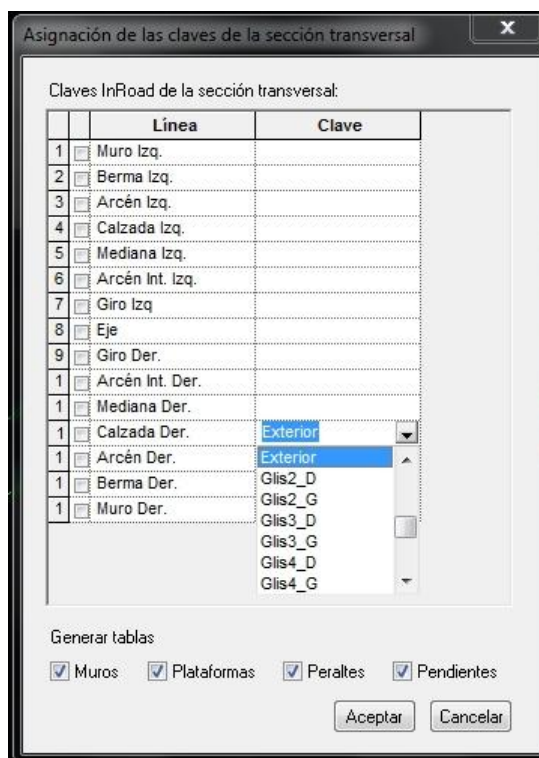 Asignación de las claves de la sección transversal
x
Claves InRoad de la sección transversal:
Línea Clave
1 Muro Izq.
2 Berma Izq.
3 Arcén Izq.
4 Calzada Izq.
5 Mediana Izq.
6 Arcén Int. Izq.
7 Giro Izq
8 Eje
9 Giro Der.
1 Arcén Int. Der.
1 Mediana Der.
1 Calzada Der. Exterior
1 Arcén Der. Exterior
1 Berma Der. Glis2_D
1 Muro Der. Glis2_G
Glis3_D
Glis3_G
Glis4_D
Glis4_G
Generar tablas
Muros Plataformas Peraltes Pendientes
Aceptar Cancelar